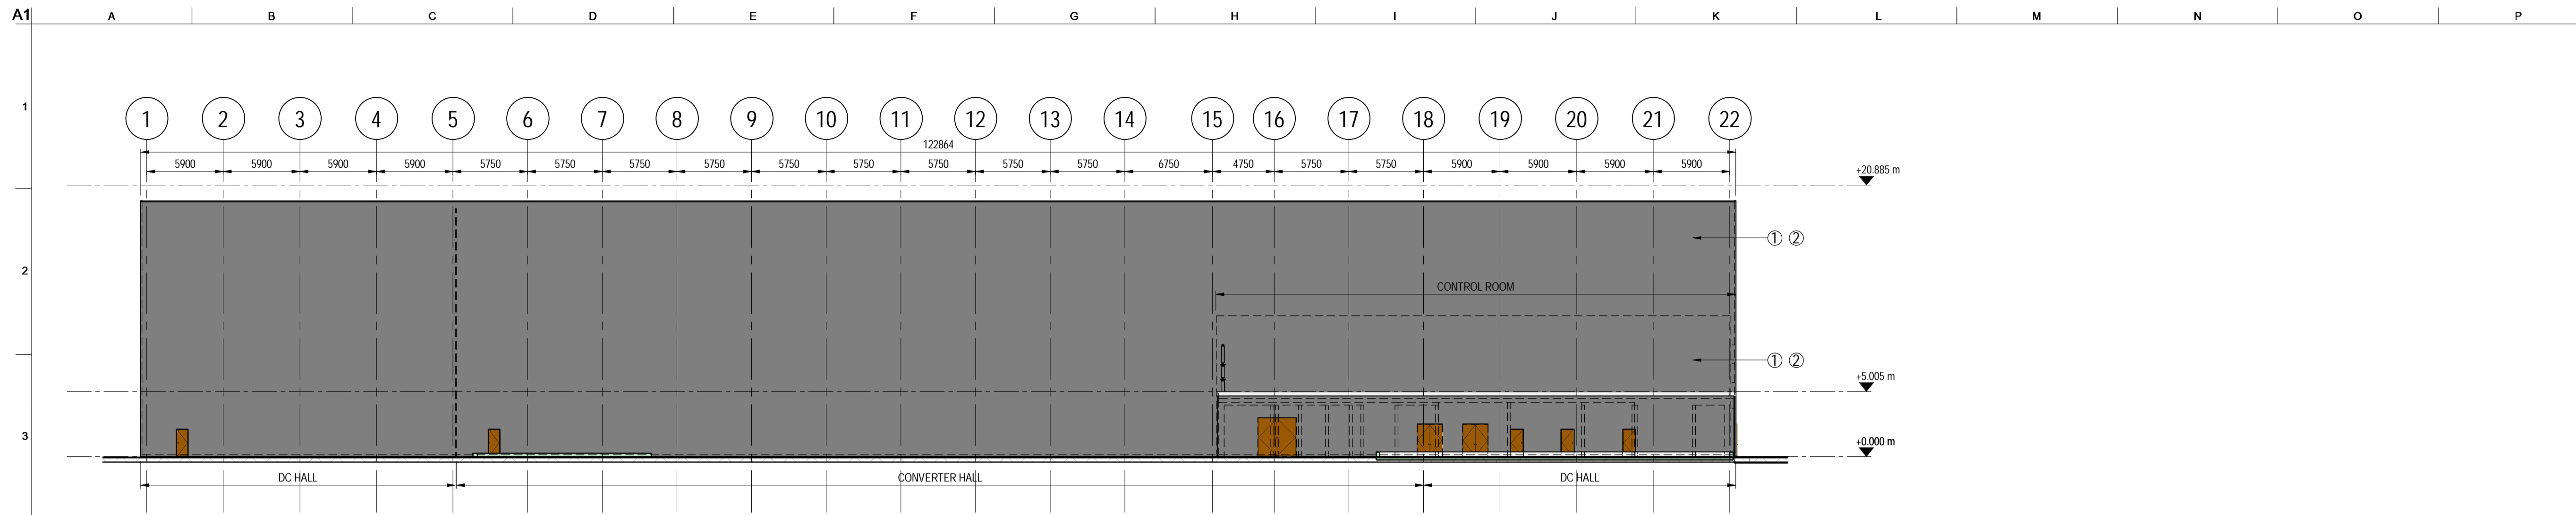 A1 A B C D E F G H I J K L M N O P
1
1 2 3 4 5 6 7 8 9 10 11 12 13 14 15 16 17 18 19 20 21 22
122864
5900 5900 5900 5900 5750 5750 5750 5750 5750 5750 5750 5750 5750 6750 4750 5750 5750 5900 5900 5900 5900
+20.885 m
1 2
2
CONTROL ROOM
1 2
+5.005 m
3
+0.000 m
DC HALL CONVERTER HALL DC HALL